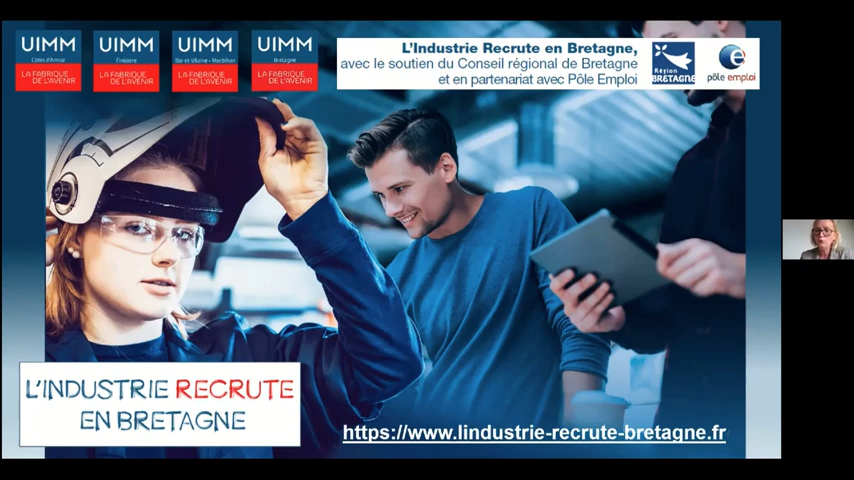 UIMM
Côtes d'Armor
LA FABRIQUE
DE L'AVENIR
UIMM
Finistère
LA FABRIQUE
DE L'AVENIR
UIMM
Ille-et-Vilaine • Morbihan
LA FABRIQUE
DE L'AVENIR
UIMM
Bretagne
LA FABRIQUE
DE L'AVENIR
L'Industrie Recrute en Bretagne,
avec le soutien du Conseil régional de Bretagne
et en partenariat avec Pôle Emploi
Région
BRETAGNE
pôle emploi
L'INDUSTRIE RECRUTE
EN BRETAGNE
https://www.lindustrie-recrute-bretagne.fr